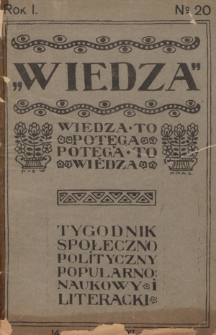 ROK I.
No 20
„WIEDZA"
WIEDZA·TO
POTĘGA
POTĘGA·TO
WIEDZA
TYGODNIK
SPOŁECZNO
POLITYCZNY
POPULARNO:
NAUKOWY·I
LITERACKI